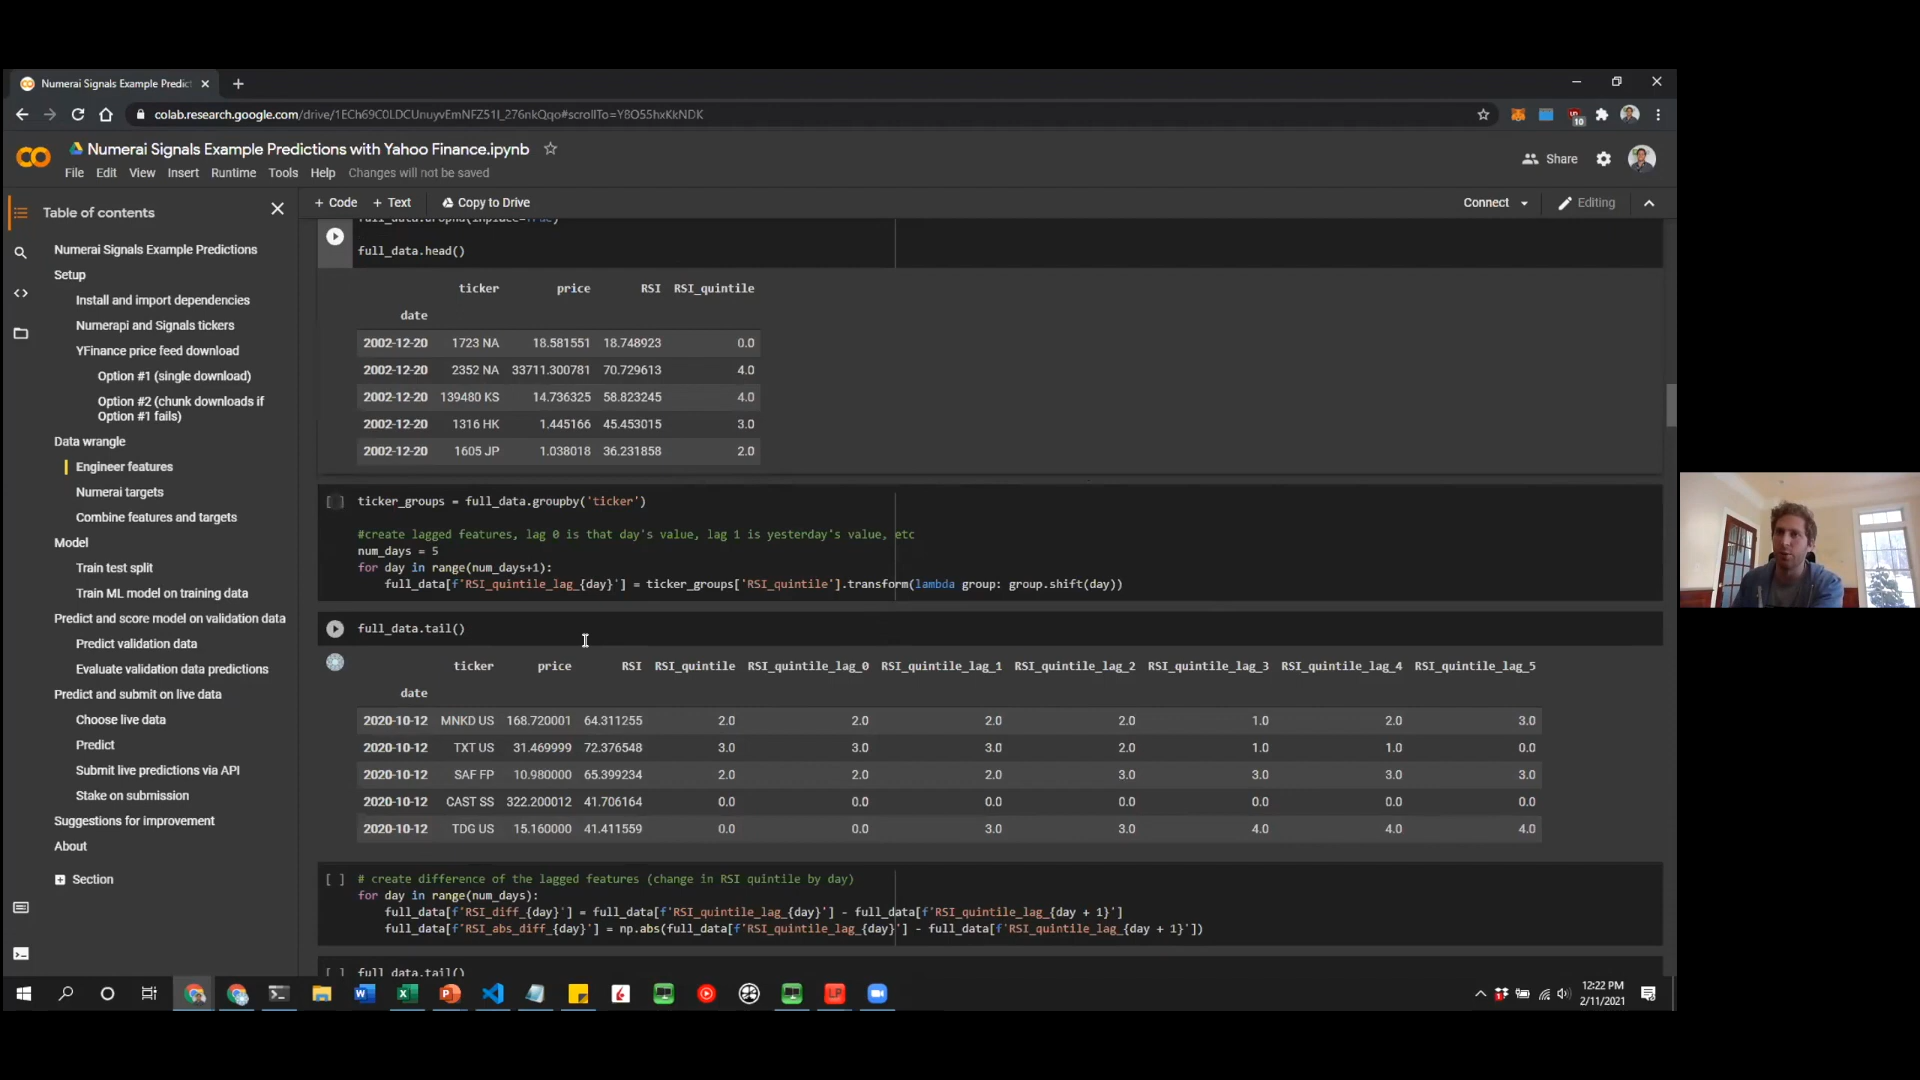 Numerai Signals Example Predic
colab.research.google.com/drive/1ECh69C0LDCUnuyvEmNFZ51I_276nkQqo#scrollTo=Y8O55hxKkNDK
10
Numerai Signals Example Predictions with Yahoo Finance.ipynb
File Edit View Insert Runtime Tools Help Changes will not be saved
Share
Table of contents
+ Code + Text Copy to Drive
Connect
Editing
Numerai Signals Example Predictions
Setup
Install and import dependencies
Numerapi and Signals tickers
YFinance price feed download
Option #1 (single download)
Option #2 (chunk downloads if
Option #1 fails)
Data wrangle
Engineer features
Numerai targets
Combine features and targets
Model
Train test split
Train ML model on training data
Predict and score model on validation data
Predict validation data
Evaluate validation data predictions
Predict and submit on live data
Choose live data
Predict
Submit live predictions via API
Stake on submission
Suggestions for improvement
About
Section
full_data.dropna(inplace=True)
full_data.head()
ticker price RSI RSI_quintile
date
2002-12-20 1723 NA 18.581551 18.748923 0.0
2002-12-20 2352 NA 33711.300781 70.729613 4.0
2002-12-20 139480 KS 14.736325 58.823245 4.0
2002-12-20 1316 HK 1.445166 45.453015 3.0
2002-12-20 1605 JP 1.038018 36.231858 2.0
[ ] ticker_groups = full_data.groupby('ticker')
#create lagged features, lag 0 is that day's value, lag 1 is yesterday's value, etc
num_days = 5
for day in range(num_days+1):
full_data[f'RSI_quintile_lag_{day}'] = ticker_groups['RSI_quintile'].transform(lambda group: group.shift(day))
full_data.tail()
ticker price RSI RSI_quintile RSI_quintile_lag_0 RSI_quintile_lag_1 RSI_quintile_lag_2 RSI_quintile_lag_3 RSI_quintile_lag_4 RSI_quintile_lag_5
date
2020-10-12 MNKD US 168.720001 64.311255 2.0 2.0 2.0 2.0 1.0 2.0 3.0
2020-10-12 TXT US 31.469999 72.376548 3.0 3.0 3.0 2.0 1.0 1.0 0.0
2020-10-12 SAF FP 10.980000 65.399234 2.0 2.0 2.0 3.0 3.0 3.0 3.0
2020-10-12 CAST SS 322.200012 41.706164 0.0 0.0 0.0 0.0 0.0 0.0 0.0
2020-10-12 TDG US 15.160000 41.411559 0.0 0.0 3.0 3.0 4.0 4.0 4.0
[ ] # create difference of the lagged features (change in RSI quintile by day)
for day in range(num_days):
full_data[f'RSI_diff_{day}'] = full_data[f'RSI_quintile_lag_{day}'] - full_data[f'RSI_quintile_lag_{day + 1}']
full_data[f'RSI_abs_diff_{day}'] = np.abs(full_data[f'RSI_quintile_lag_{day}'] - full_data[f'RSI_quintile_lag_{day + 1}'])
[ ] full_data.tail()
12:22 PM
2/11/2021